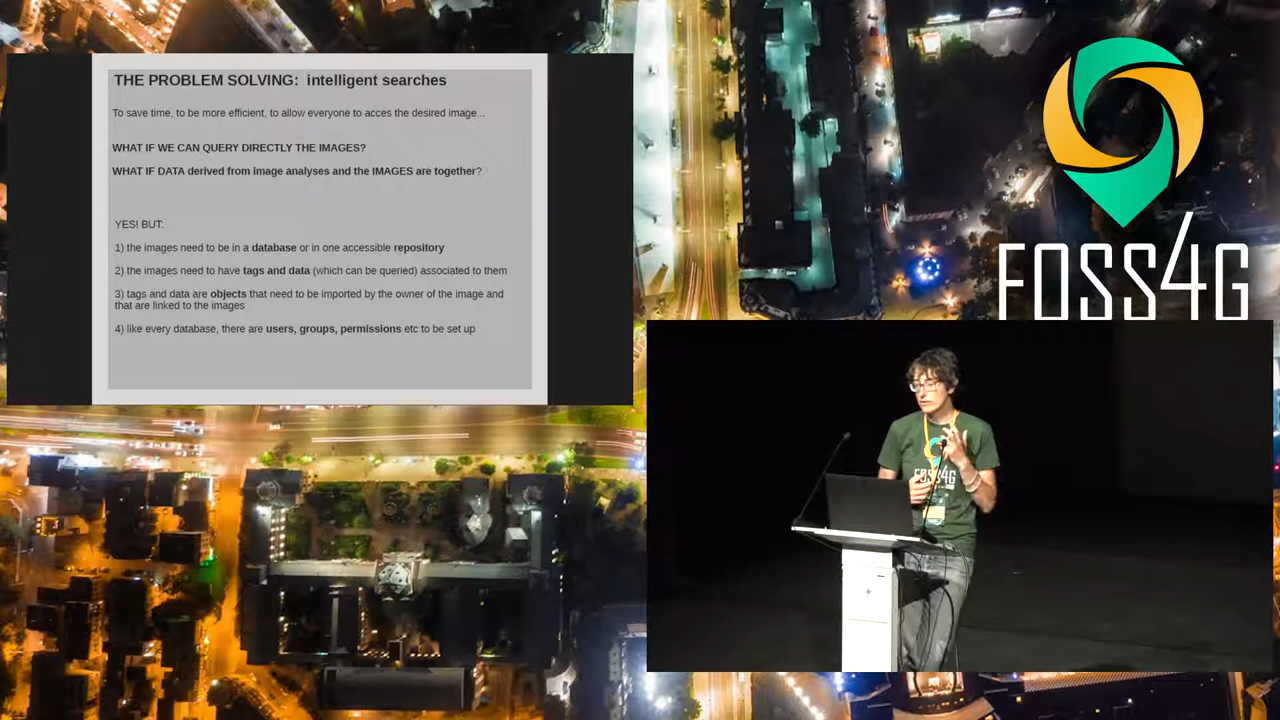 THE PROBLEM SOLVING: intelligent searches
To save time, to be more efficient, to allow everyone to acces the desired image...
WHAT IF WE CAN QUERY DIRECTLY THE IMAGES?
WHAT IF DATA derived from image analyses and the IMAGES are together?
YES! BUT:
1) the images need to be in a database or in one accessible repository
2) the images need to have tags and data (which can be queried) associated to them
3) tags and data are objects that need to be imported by the owner of the image and
that are linked to the images
4) like every database, there are users, groups, permissions etc to be set up
FOSS4G
FOSS4G